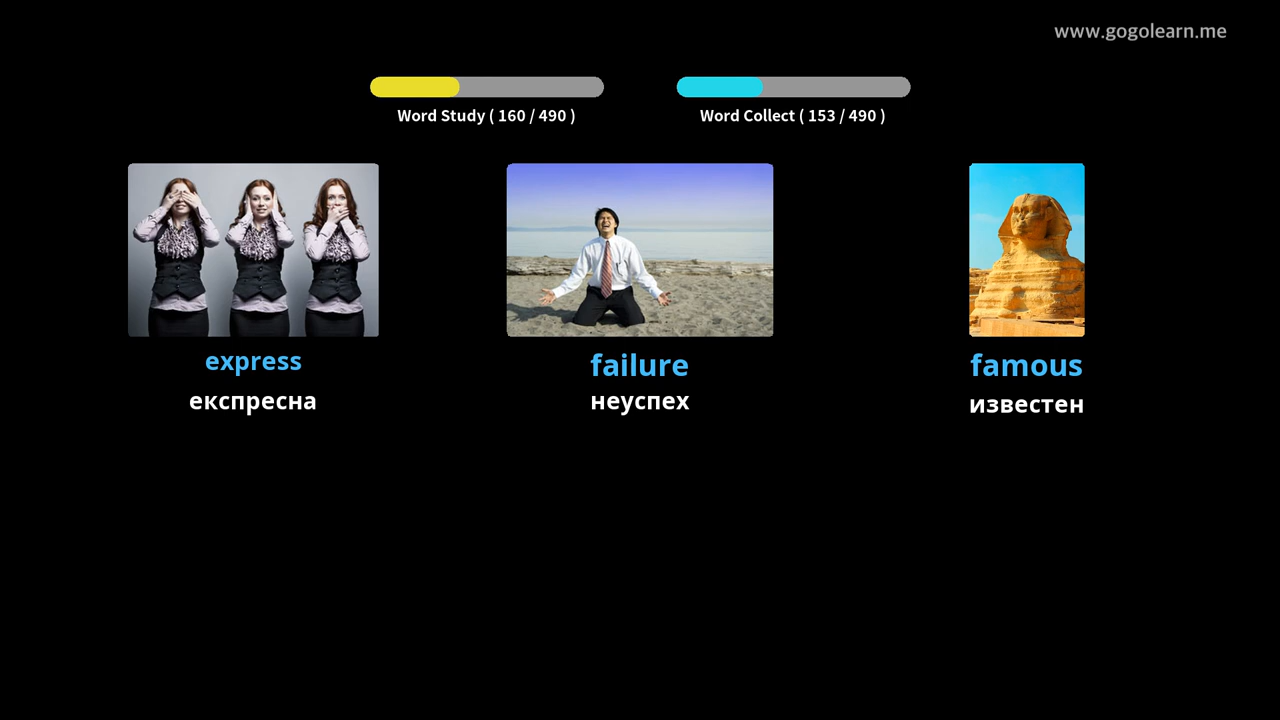 www.gogolearn.me
Word Study ( 160 / 490 )
Word Collect ( 153 / 490 )
express
експресна
failure
неуспех
famous
известен